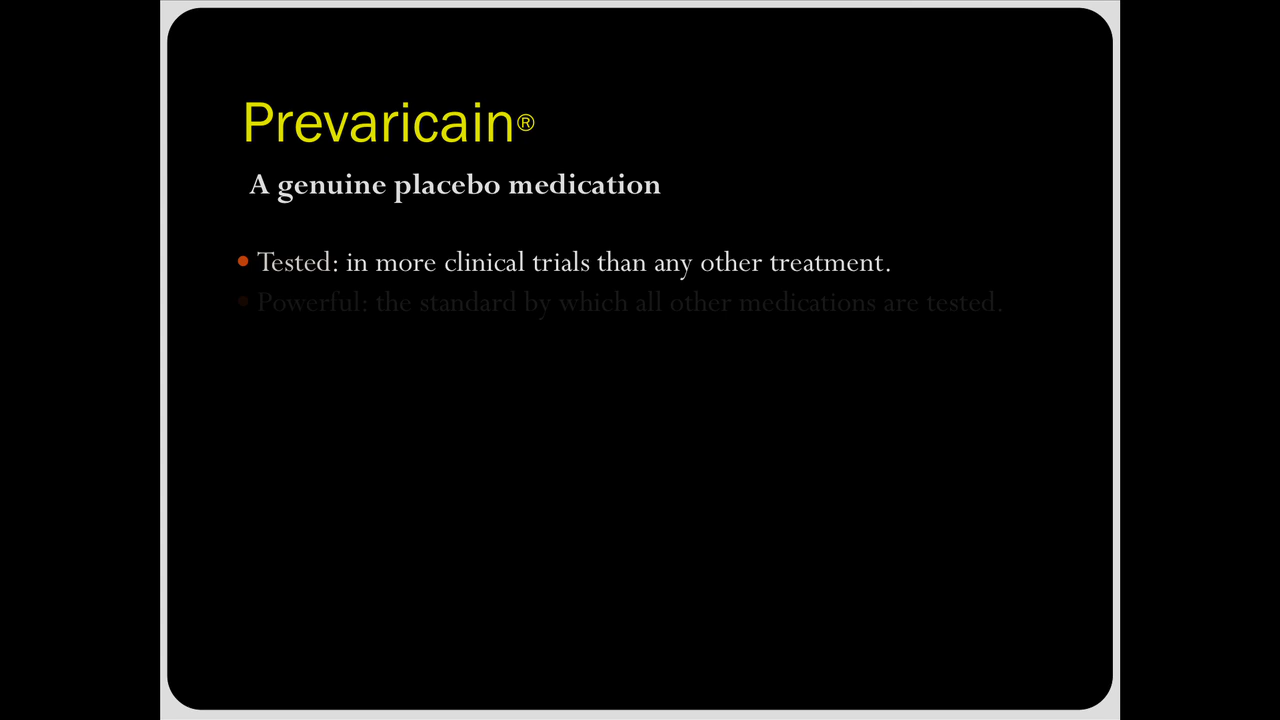 Prevaricain®
A genuine placebo medication
• Tested: in more clinical trials than any other treatment.
• Powerful: the standard by which all other medications are tested.